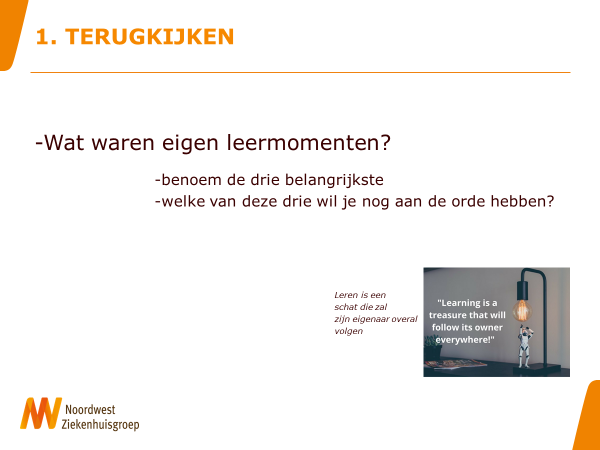 1. TERUGKIJKEN
-Wat waren eigen leermomenten?
-benoem de drie belangrijkste
-welke van deze drie wil je nog aan de orde hebben?
Leren is een
schat die zal
zijn eigenaar overal
volgen
"Learning is a
treasure that will
follow its owner
everywhere!"
Noordwest
Ziekenhuisgroep